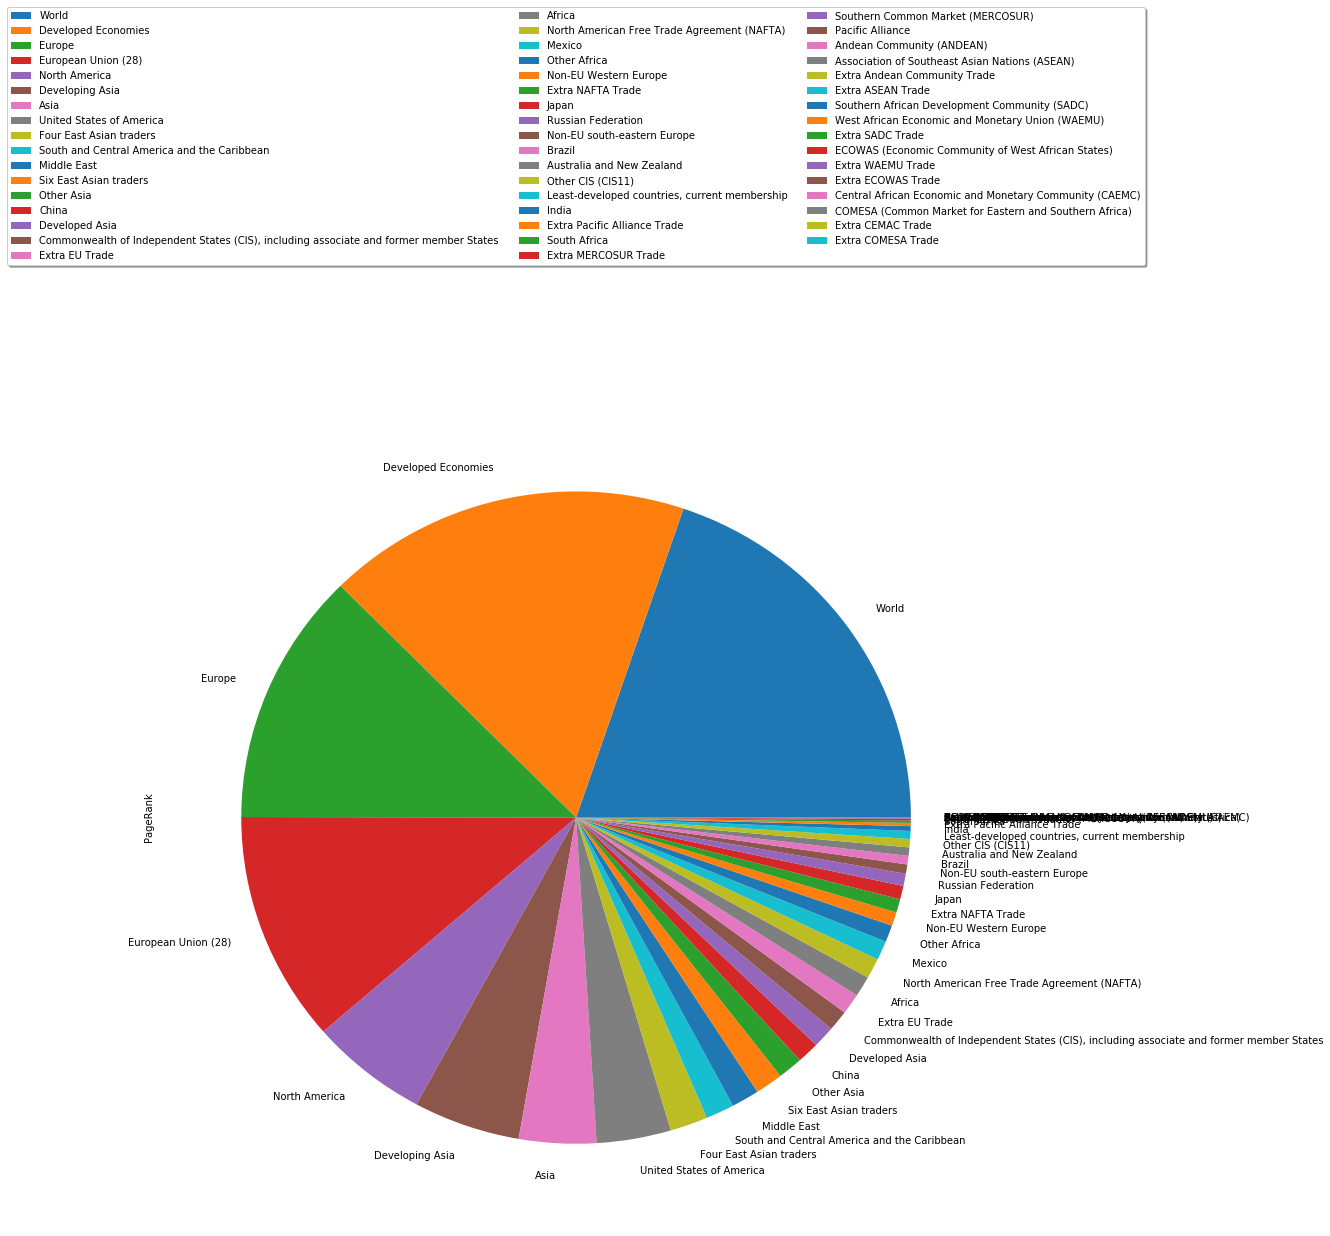 World
Developed Economies
Europe
European Union (28)
North America
Developing Asia
Asia
United States of America
Four East Asian traders
South and Central America and the Caribbean
Middle East
Six East Asian traders
Other Asia
China
Developed Asia
Commonwealth of Independent States (CIS), including associate and former member States
Extra EU Trade
Africa
North American Free Trade Agreement (NAFTA)
Mexico
Other Africa
Non-EU Western Europe
Extra NAFTA Trade
Japan
Russian Federation
Non-EU south-eastern Europe
Brazil
Australia and New Zealand
Other CIS (CIS11)
Least-developed countries, current membership
India
Extra Pacific Alliance Trade
South Africa
Extra MERCOSUR Trade
Southern Common Market (MERCOSUR)
Pacific Alliance
Andean Community (ANDEAN)
Association of Southeast Asian Nations (ASEAN)
Extra Andean Community Trade
Extra ASEAN Trade
Southern African Development Community (SADC)
West African Economic and Monetary Union (WAEMU)
Extra SADC Trade
ECOWAS (Economic Community of West African States)
Extra WAEMU Trade
Extra ECOWAS Trade
Central African Economic and Monetary Community (CAEMC)
COMESA (Common Market for Eastern and Southern Africa)
Extra CEMAC Trade
Extra COMESA Trade
Developed Economies
World
Europe
PageRank
European Union (28)
North America
Developing Asia
Asia
United States of America
Four East Asian traders
South and Central America and the Caribbean
Middle East
Six East Asian traders
Other Asia
China
Developed Asia
Commonwealth of Independent States (CIS), including associate and former member States
Extra EU Trade
Africa
North American Free Trade Agreement (NAFTA)
Mexico
Other Africa
Non-EU Western Europe
Extra NAFTA Trade
Japan
Russian Federation
Non-EU south-eastern Europe
Brazil
Australia and New Zealand
Other CIS (CIS11)
Least-developed countries, current membership
India
Extra Pacific Alliance Trade